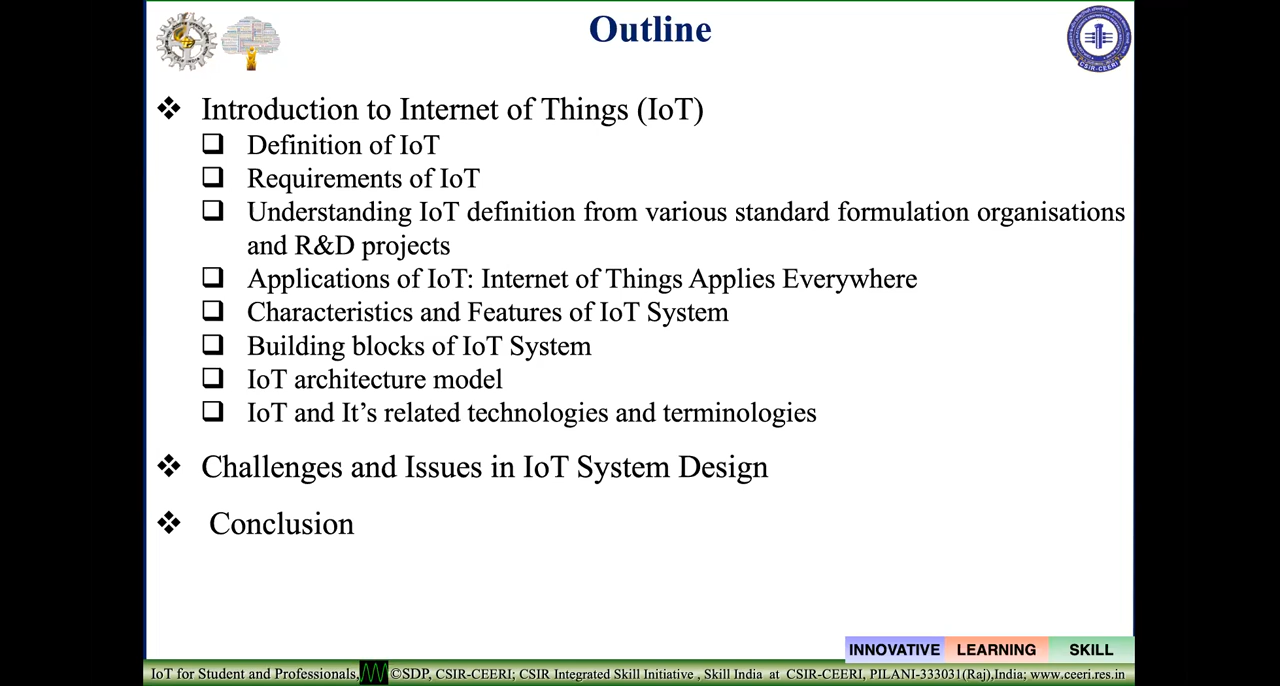 Outline
CSIR-CEERI
❖ Introduction to Internet of Things (IoT)
❑ Definition of IoT
❑ Requirements of IoT
❑ Understanding IoT definition from various standard formulation organisations
and R&D projects
❑ Applications of IoT: Internet of Things Applies Everywhere
❑ Characteristics and Features of IoT System
❑ Building blocks of IoT System
❑ IoT architecture model
❑ IoT and It’s related technologies and terminologies
❖ Challenges and Issues in IoT System Design
❖ Conclusion
INNOVATIVE LEARNING SKILL
IoT for Student and Professionals, ©SDP, CSIR-CEERI; CSIR Integrated Skill Initiative , Skill India at CSIR-CEERI, PILANI-333031(Raj),India; www.ceeri.res.in